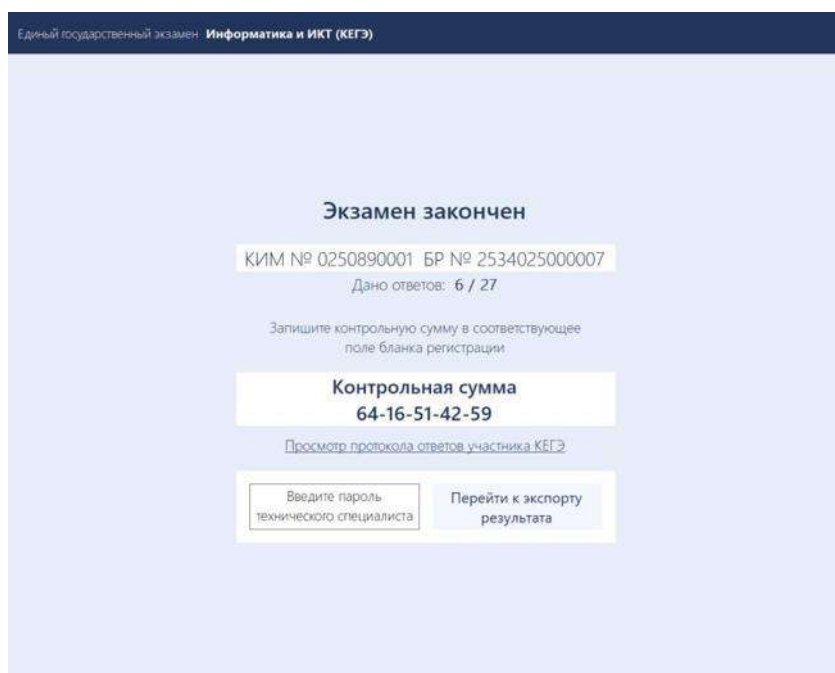 Единый государственный экзамен Информатика и ИКТ (КЕГЭ)
Экзамен закончен
КИМ № 0250890001 БР № 2534025000007
Дано ответов: 6 / 27
Запишите контрольную сумму в соответствующее
поле бланка регистрации
Контрольная сумма
64-16-51-42-59
Просмотр протокола ответов участника КЕГЭ
Введите пароль
технического специалиста
Перейти к экспорту
результата